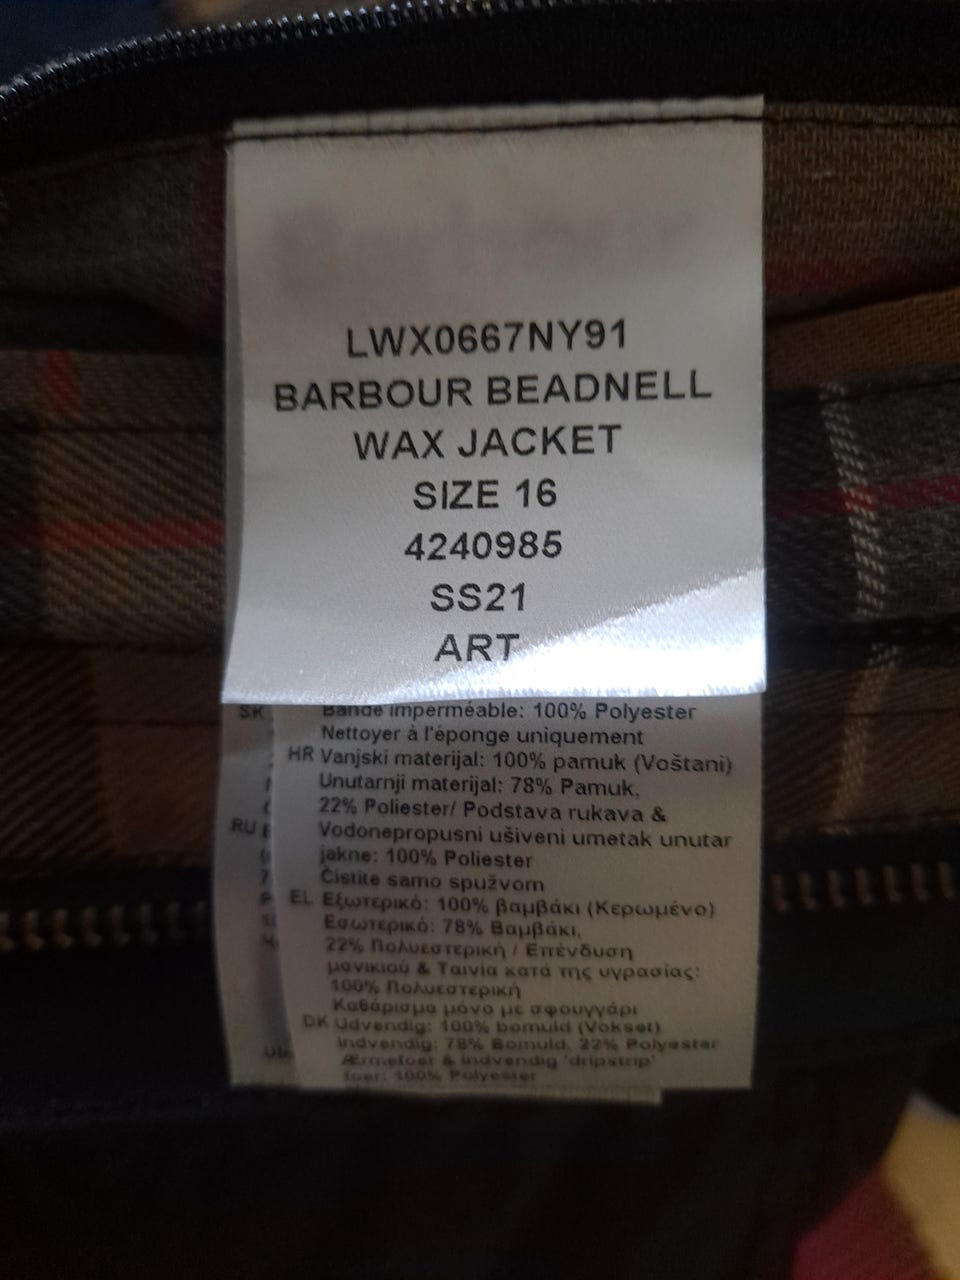 LWX0667NY91
BARBOUR BEADNELL
WAX JACKET
SIZE 16
4240985
SS21
ART
SK
Bande imperméable: 100% Polyester
Nettoyer à l'éponge uniquement
HR Vanjski materijal: 100% pamuk (Voštani)
Unutarnji materijal: 78% Pamuk,
22% Poliester/ Podstava rukava &
RU Vodonepropusni ušiveni umetak unutar
jakne: 100% Poliester
Čistite samo spužvom
EL Εξωτερικό: 100% βαμβάκι (Κερωμένο)
Εσωτερικό: 78% Βαμβάκι,
22% Πολυεστερική / Επένδυση
μανικιού & Ταινία κατά της υγρασίας:
100% Πολυεστερική
Καθάρισμα μόνο με σφουγγάρι
DK Udvendig: 100% bomuld (Vokset)
Indvendig: 78% Bomuld, 22% Polyester
Ærmefoer & indvendig 'dripstrip'
foer: 100% Polyester